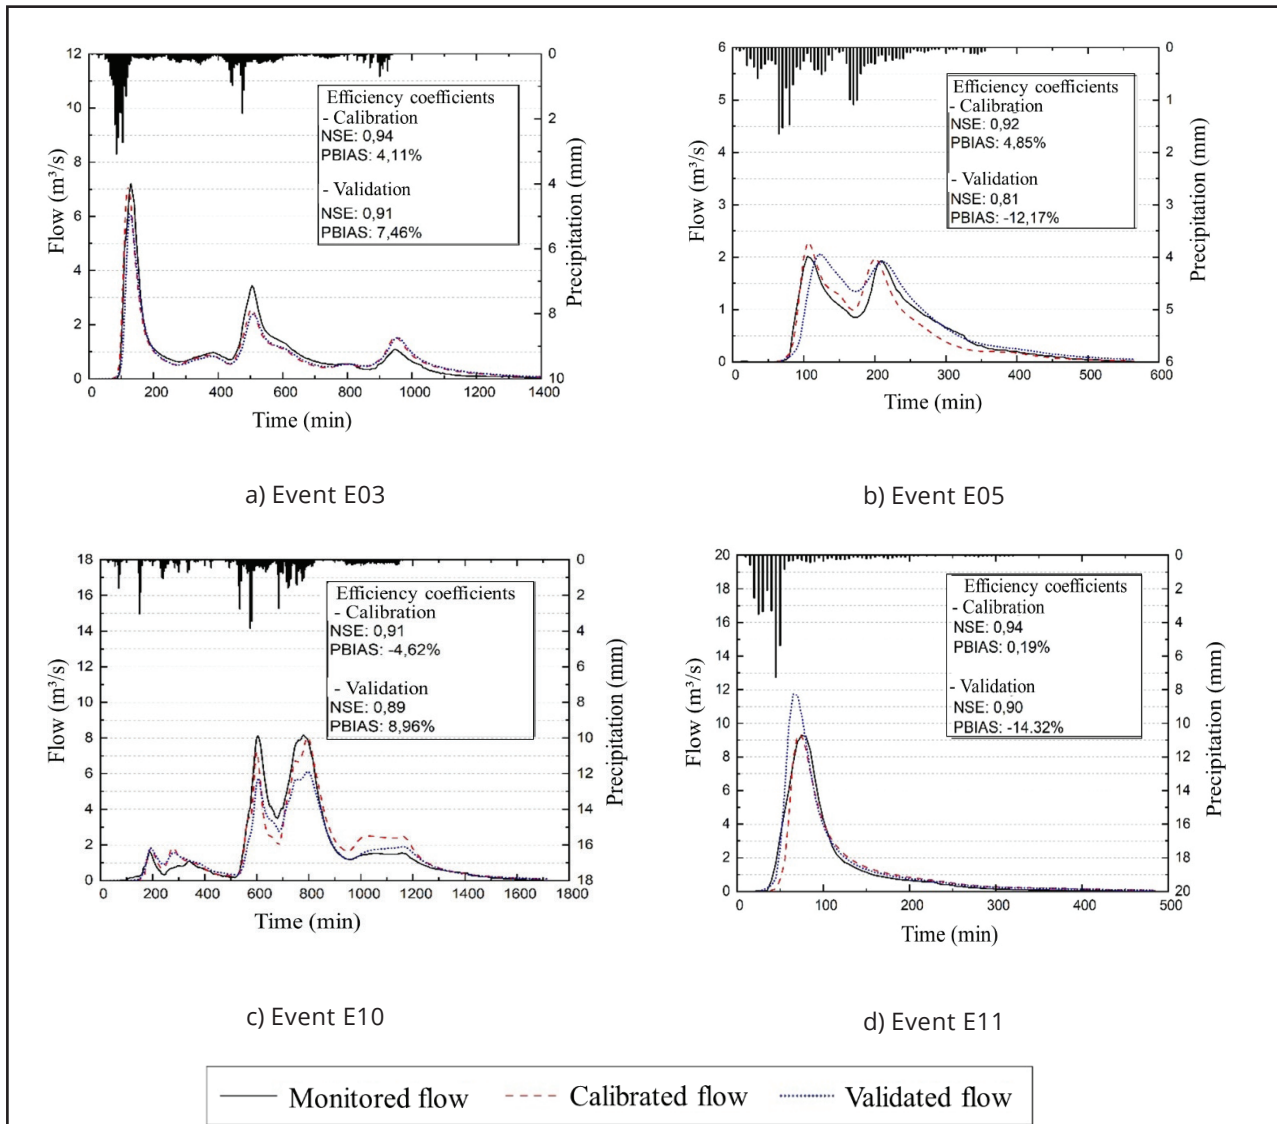 12
10
8
6
4
2
0
Flow (m³/s)
0
2
4
6
8
10
Precipitation (mm)
Efficiency coefficients
- Calibration
NSE: 0,94
PBIAS: 4,11%
- Validation
NSE: 0,91
PBIAS: 7,46%
0 200 400 600 800 1000 1200 1400
Time (min)
a) Event E03
6
5
4
3
2
1
0
Flow (m³/s)
0
1
2
3
4
5
6
Precipitation (mm)
Efficiency coefficients
- Calibration
NSE: 0,92
PBIAS: 4,85%
- Validation
NSE: 0,81
PBIAS: -12,17%
0 100 200 300 400 500 600
Time (min)
b) Event E05
18
16
14
12
10
8
6
4
2
0
Flow (m³/s)
0
2
4
6
8
10
12
14
16
18
Precipitation (mm)
Efficiency coefficients
- Calibration
NSE: 0,91
PBIAS: -4,62%
- Validation
NSE: 0,89
PBIAS: 8,96%
0 200 400 600 800 1000 1200 1400 1600 1800
Time (min)
c) Event E10
20
18
16
14
12
10
8
6
4
2
0
Flow (m³/s)
0
2
4
6
8
10
12
14
16
18
20
Precipitation (mm)
Efficiency coefficients
- Calibration
NSE: 0,94
PBIAS: 0,19%
- Validation
NSE: 0,90
PBIAS: -14.32%
0 100 200 300 400 500
Time (min)
d) Event E11
Monitored flow Calibrated flow Validated flow